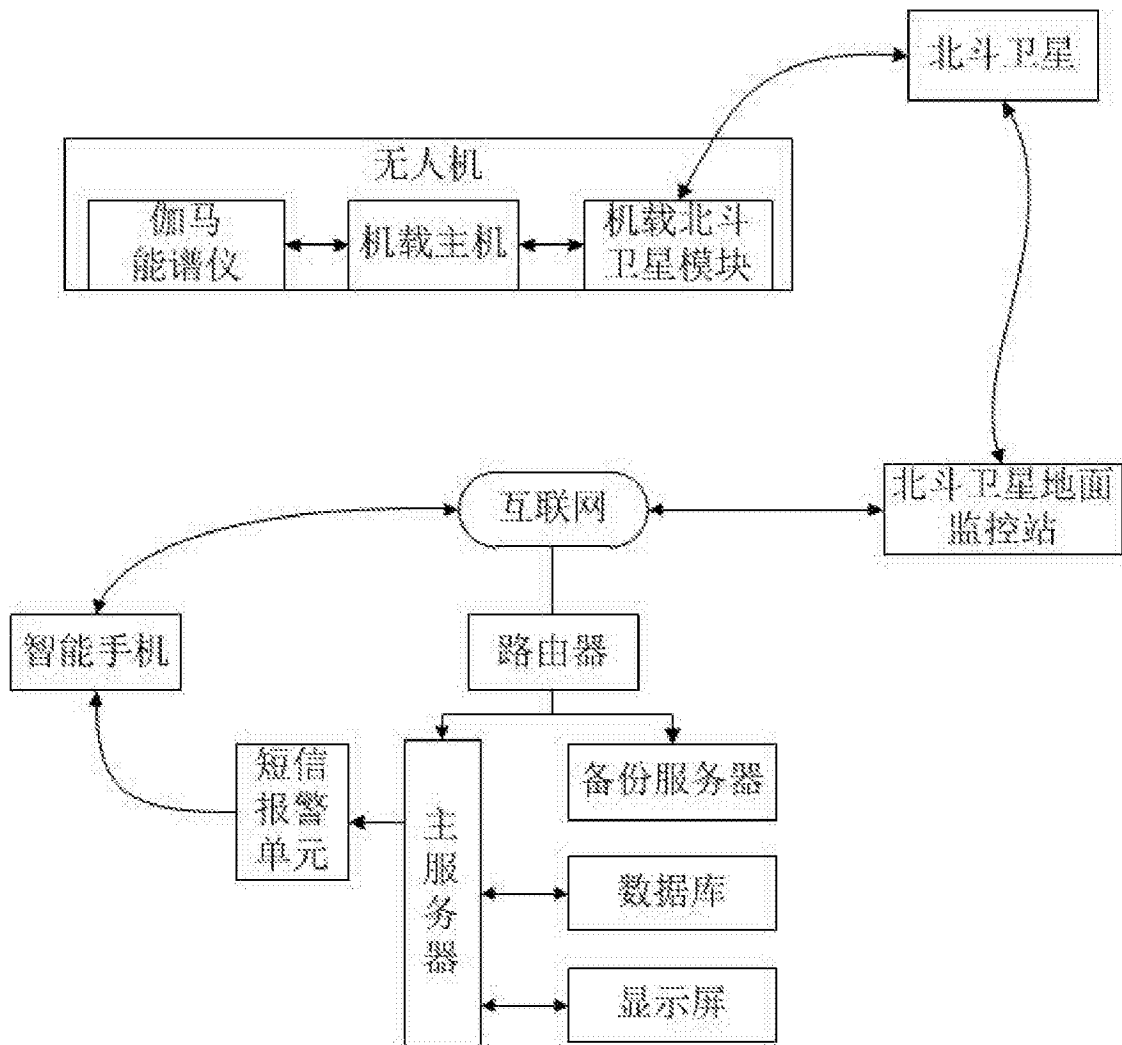 北斗卫星
无人机
伽马
能谱仪
机载主机
机载北斗
卫星模块
北斗卫星地面
监控站
互联网
智能手机
路由器
短信
报警
单元
主
服
务
器
备份服务器
数据库
显示屏